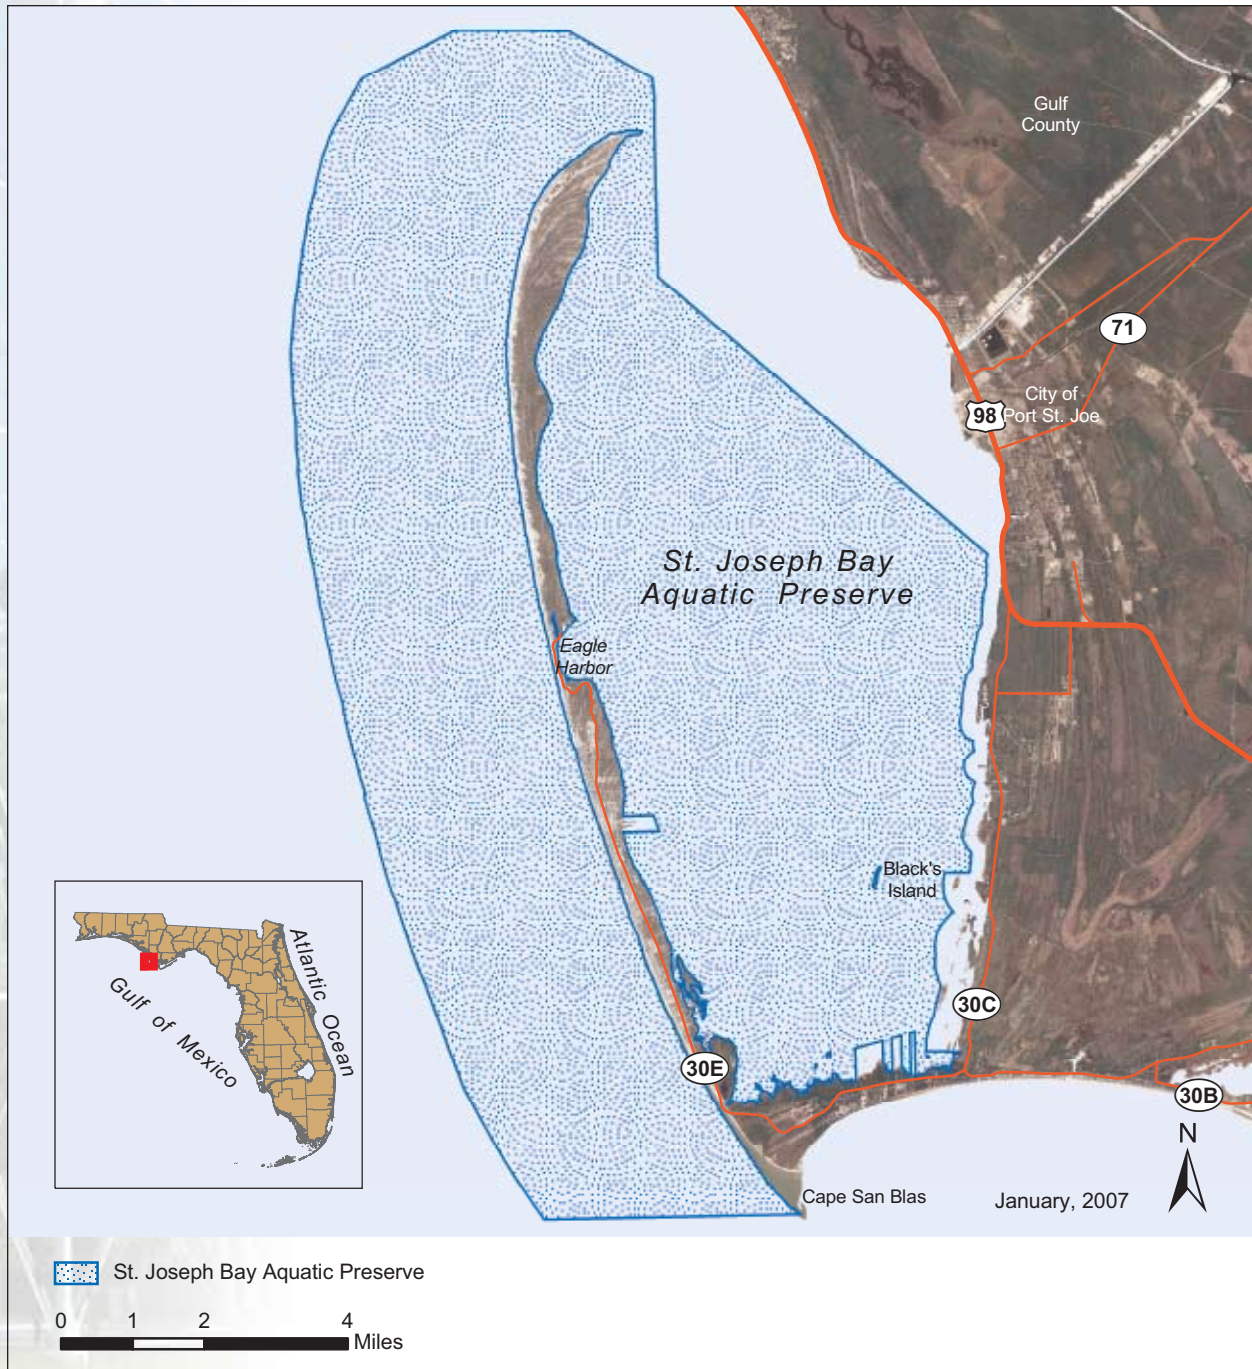 Gulf
County
71
City of
Port St. Joe
98
St. Joseph Bay
Aquatic Preserve
Eagle
Harbor
Black's
Island
Atlantic Ocean
Gulf of Mexico
30C
30E
30B
N
Cape San Blas
January, 2007
St. Joseph Bay Aquatic Preserve
0 1 2 4
Miles